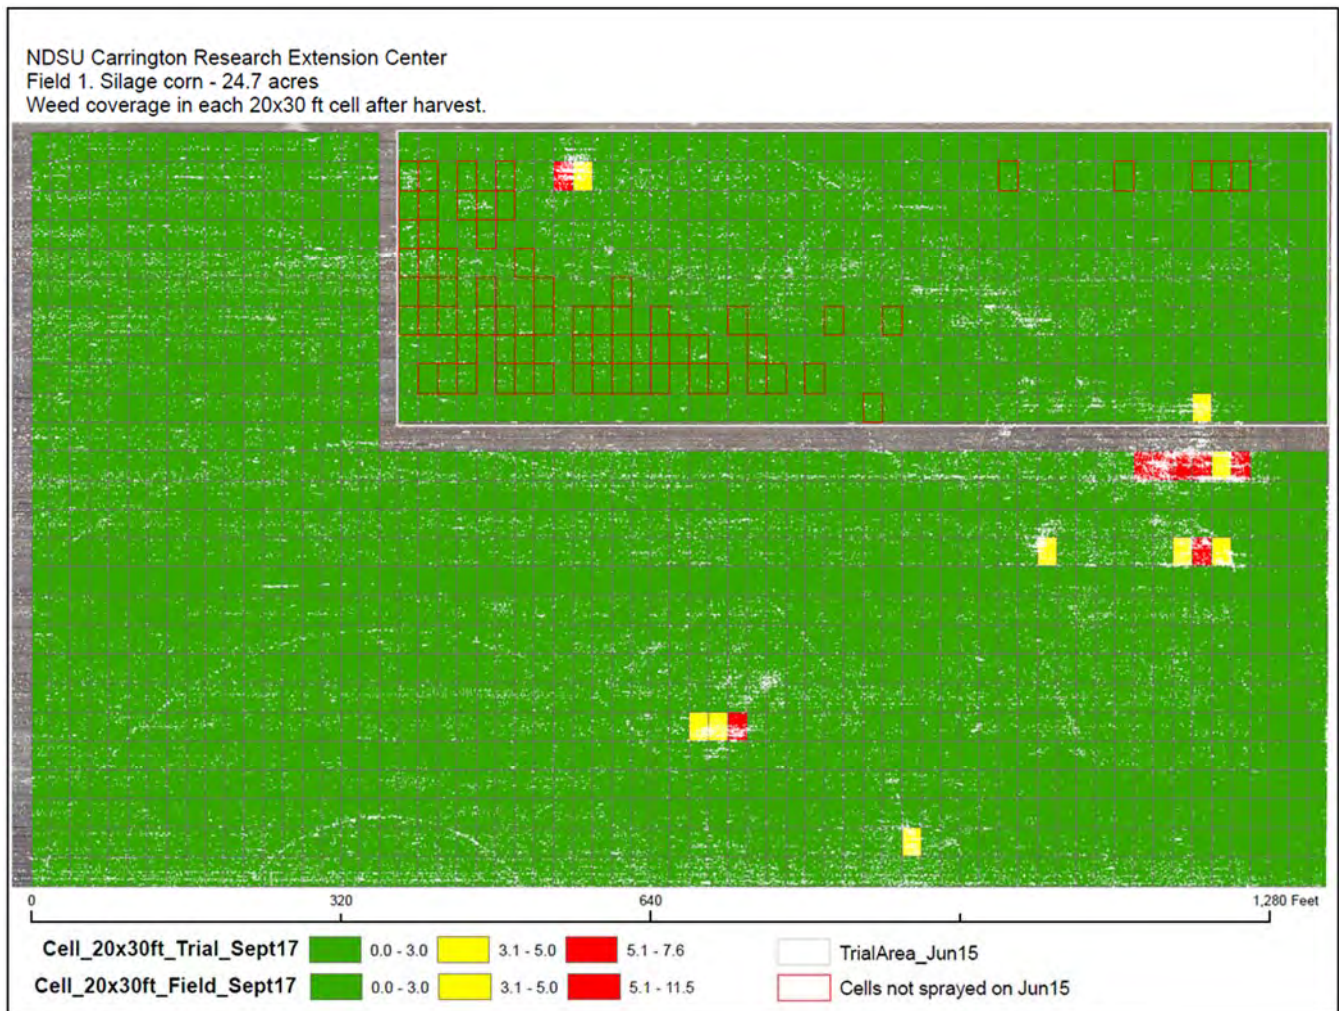 NDSU Carrington Research Extension Center
Field 1. Silage corn - 24.7 acres
Weed coverage in each 20x30 ft cell after harvest.
0 320 640 1,280 Feet
Cell_20x30ft_Trial_Sept17 0.0 - 3.0 3.1 - 5.0 5.1 - 7.6 TrialArea_Jun15
Cell_20x30ft_Field_Sept17 0.0 - 3.0 3.1 - 5.0 5.1 - 11.5 Cells not sprayed on Jun15